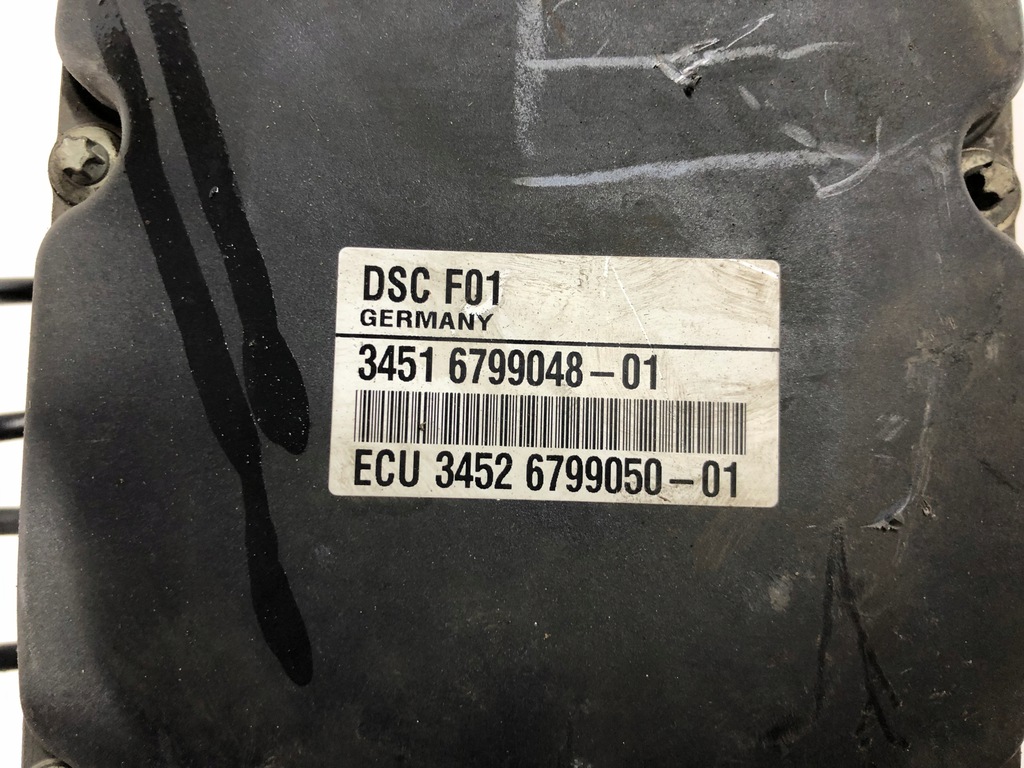 DSC F01
GERMANY
3451 6799048-01
ECU 3452 6799050-01